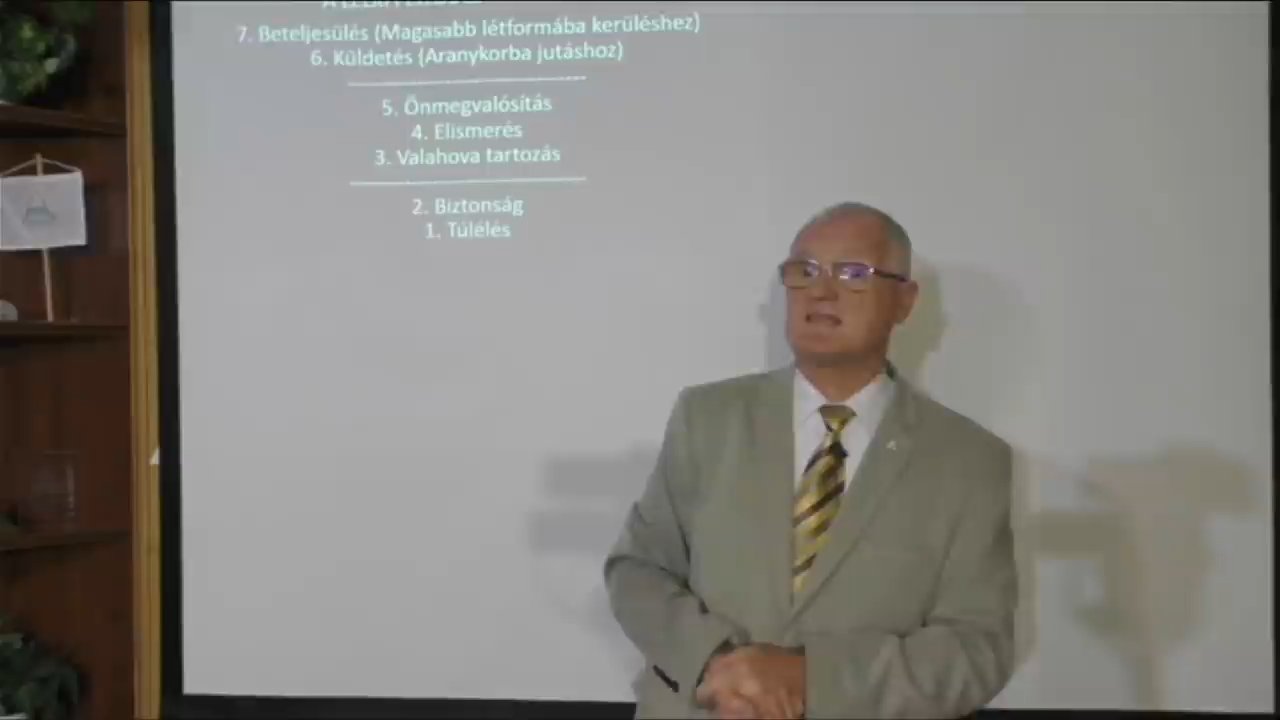 7. Beteljesülés (Magasabb létformába kerüléshez)
6. Küldetés (Aranykorba jutáshoz)
5. Önmegvalósítás
4. Elismerés
3. Valahova tartozás
2. Biztonság
1. Túlélés